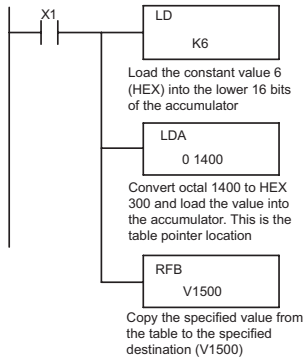 X1
LD
K6
Load the constant value 6
(HEX) into the lower 16 bits
of the accumulator
LDA
0 1400
Convert octal 1400 to HEX
300 and load the value into
the accumulator. This is the
table pointer location
RFB
V1500
Copy the specified value from
the table to the specified
destination (V1500)